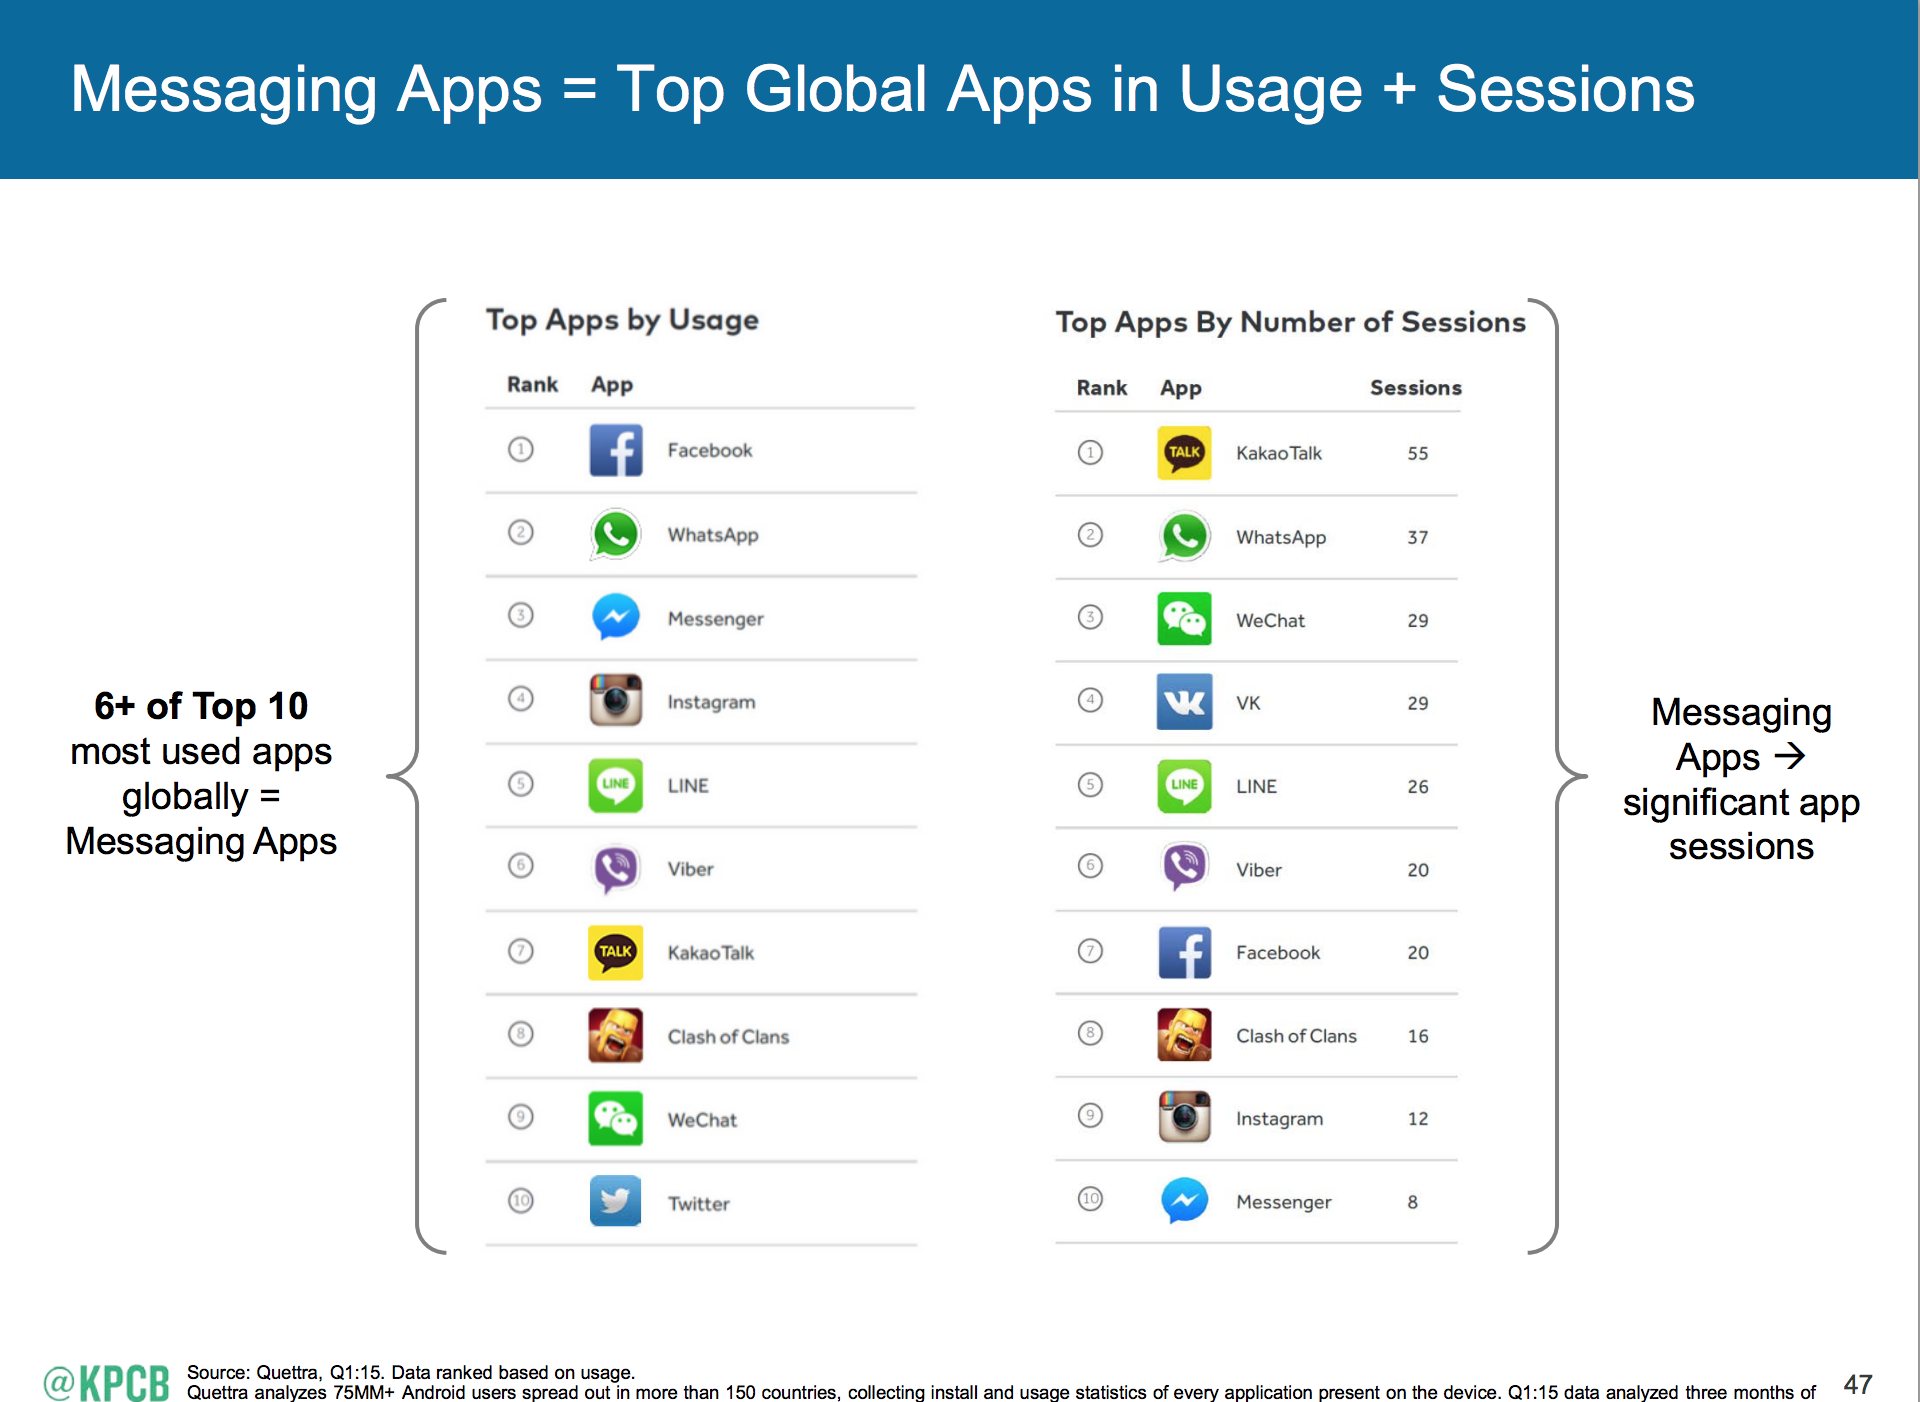 Messaging Apps = Top Global Apps in Usage + Sessions
6+ of Top 10
most used apps
globally =
Messaging Apps
Top Apps by Usage
Rank App
1 Facebook
2 WhatsApp
3 Messenger
4 Instagram
5 LINE LINE
6 Viber
7 TALK KakaoTalk
8 Clash of Clans
9 WeChat
10 Twitter
Top Apps By Number of Sessions
Rank App Sessions
1 TALK KakaoTalk 55
2 WhatsApp 37
3 WeChat 29
4 VK 29
5 LINE LINE 26
6 Viber 20
7 Facebook 20
8 Clash of Clans 16
9 Instagram 12
10 Messenger 8
Messaging
Apps →
significant app
sessions
@KPCB
Source: Quettra, Q1:15. Data ranked based on usage.
Quettra analyzes 75MM+ Android users spread out in more than 150 countries, collecting install and usage statistics of every application present on the device. Q1:15 data analyzed three months of
47